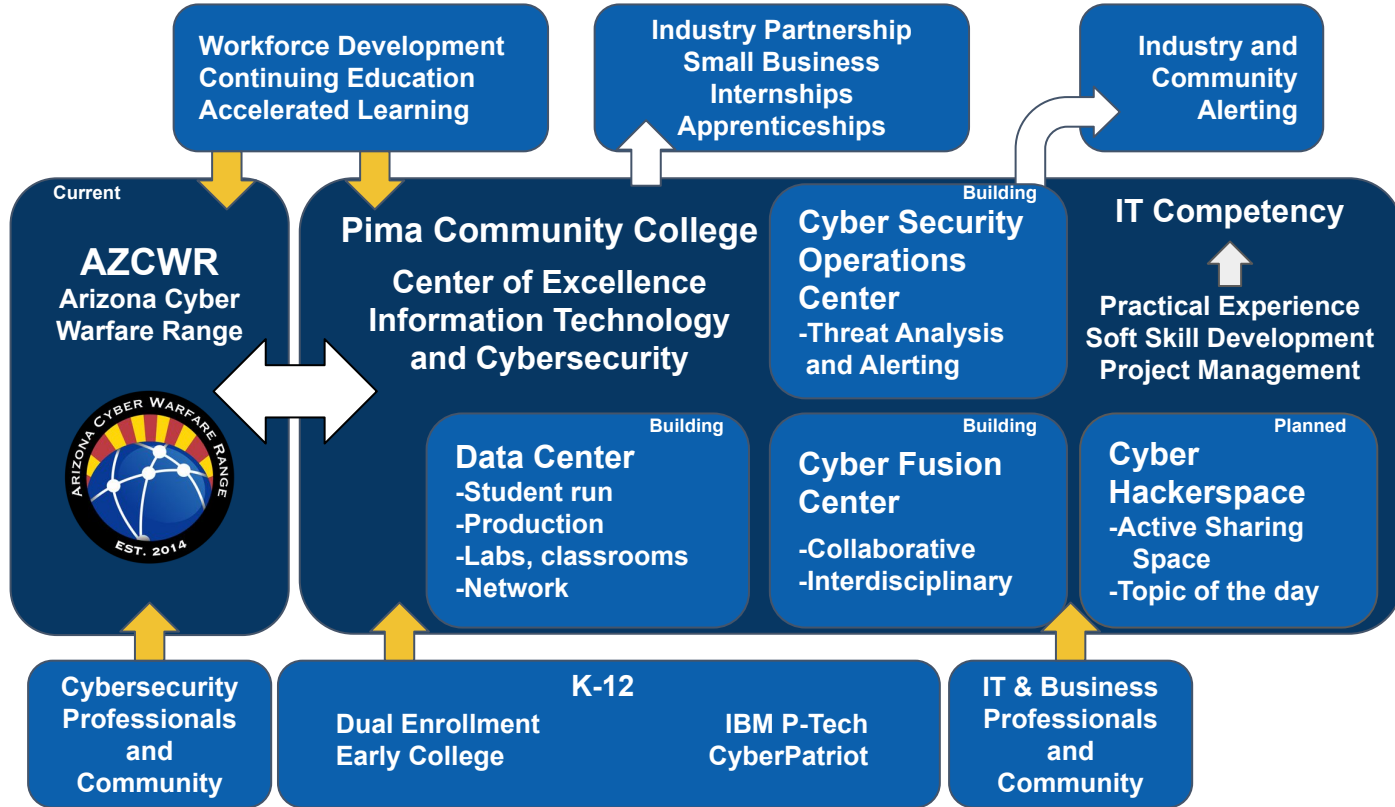 Workforce Development
Continuing Education
Accelerated Learning
Industry Partnership
Small Business
Internships
Apprenticeships
Industry and
Community
Alerting
Current
AZCWR
Arizona Cyber
Warfare Range
ARIZONA CYBER WARFARE RANGE
EST. 2014
Pima Community College
Center of Excellence
Information Technology
and Cybersecurity
Building
Cyber Security
Operations
Center
-Threat Analysis
and Alerting
IT Competency
Practical Experience
Soft Skill Development
Project Management
Building
Data Center
-Student run
-Production
-Labs, classrooms
-Network
Building
Cyber Fusion
Center
-Collaborative
-Interdisciplinary
Planned
Cyber
Hackerspace
-Active Sharing
Space
-Topic of the day
Cybersecurity
Professionals
and
Community
K-12
Dual Enrollment
Early College
IBM P-Tech
CyberPatriot
IT & Business
Professionals
and
Community